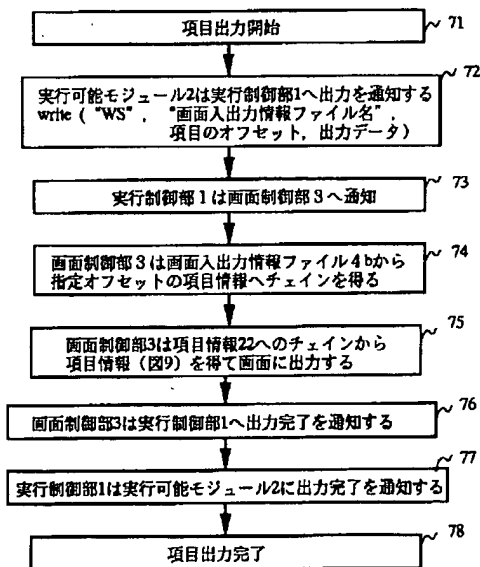 項目出力開始
71
72
実行可能モジュール2は実行制御部1へ出力を通知する
write ( "WS", "画面入出力情報ファイル名",
項目のオフセット, 出力データ)
73
実行制御部1は画面制御部3へ通知
74
画面制御部3は画面入出力情報ファイル4bから
指定オフセットの項目情報へチェインを得る
75
画面制御部3は項目情報22へのチェインから
項目情報 (図9) を得て画面に出力する
76
画面制御部3は実行制御部1へ出力完了を通知する
77
実行制御部1は実行可能モジュール2に出力完了を通知する
78
項目出力完了